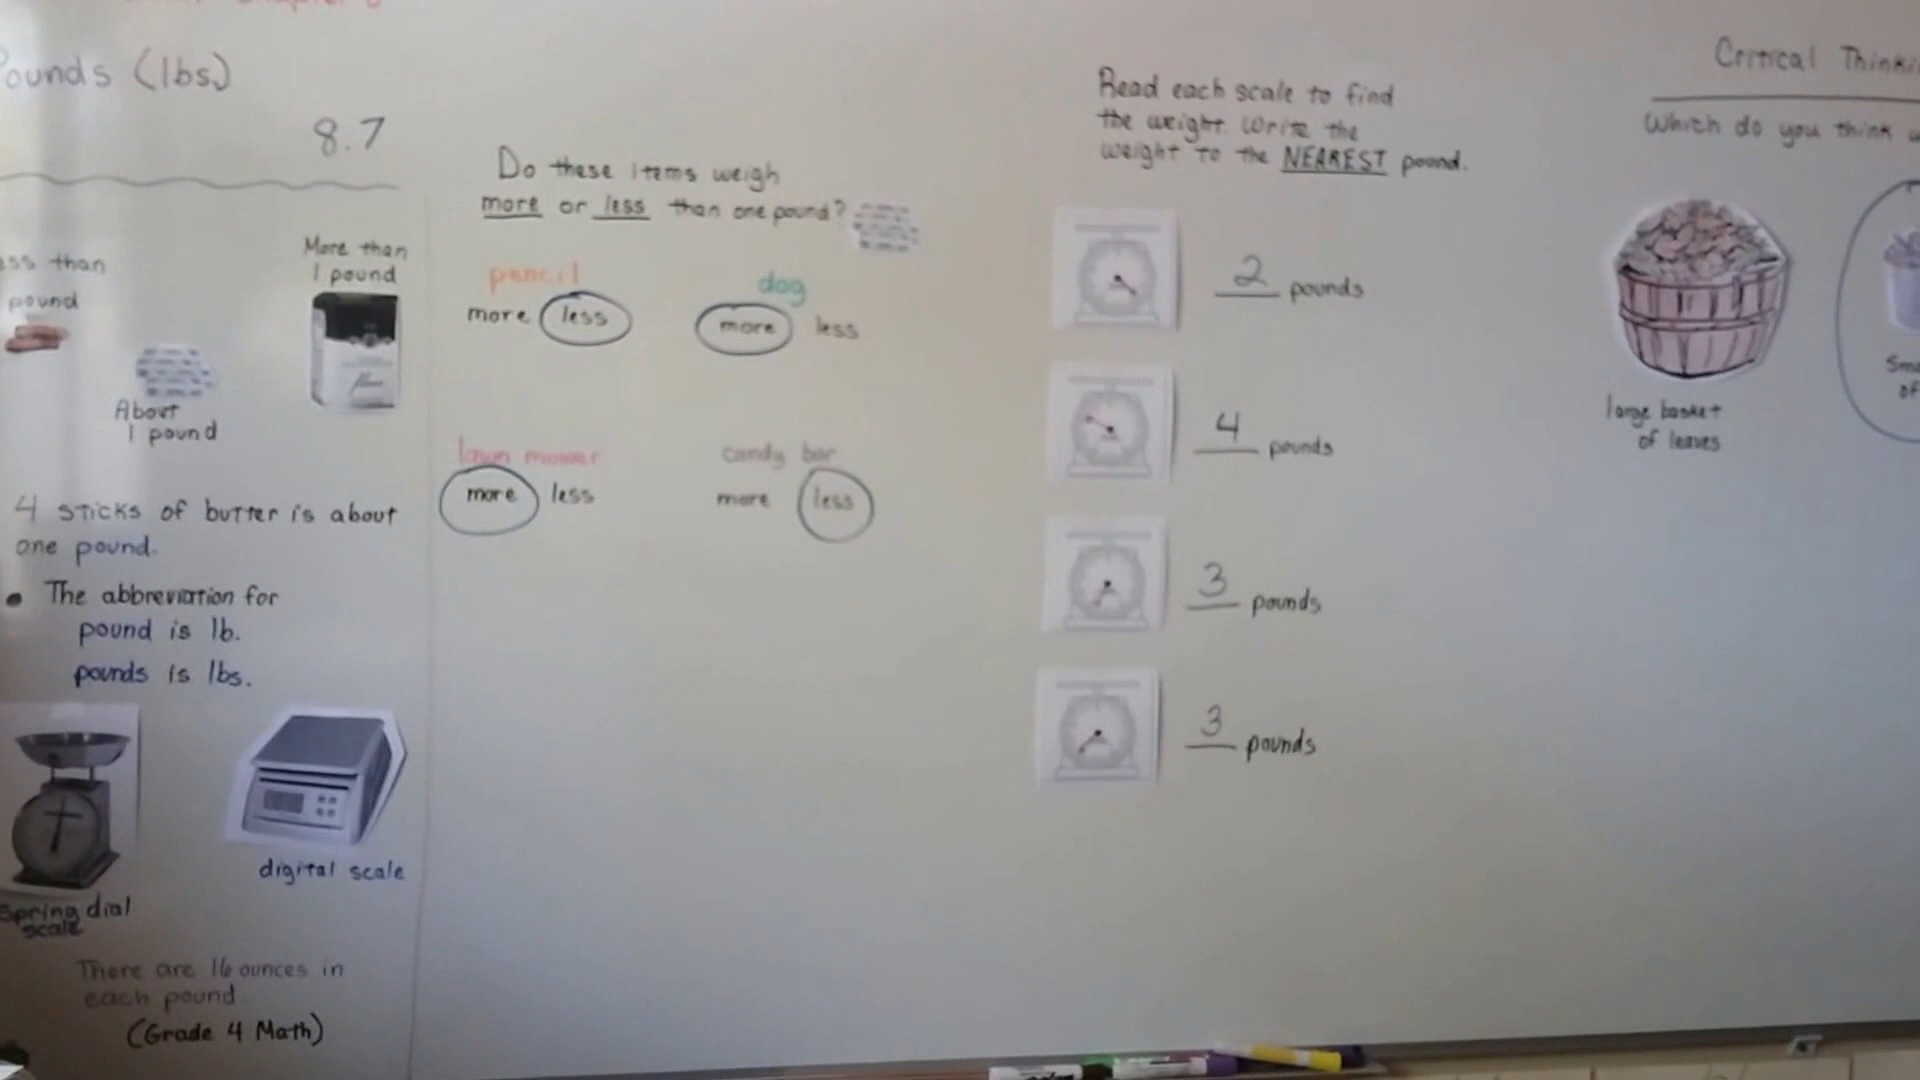 Pounds (lbs.)
8.7
than
pound
More than
1 pound
About
1 pound
4 sticks of butter is about
one pound.
• The abbreviation for
pound is lb.
pounds is lbs.
digital scale
spring dial
scale
There are 16 ounces in
each pound.
(Grade 4 Math)
Do these items weigh
more or less than one pound?
pencil
more less
dog
more less
lawn mower
more less
candy bar
more less
Read each scale to find
the weight. Write the
weight to the NEAREST pound.
2 pounds
4 pounds
3 pounds
3 pounds
Critical
Which do you think
large basket
of leaves
of